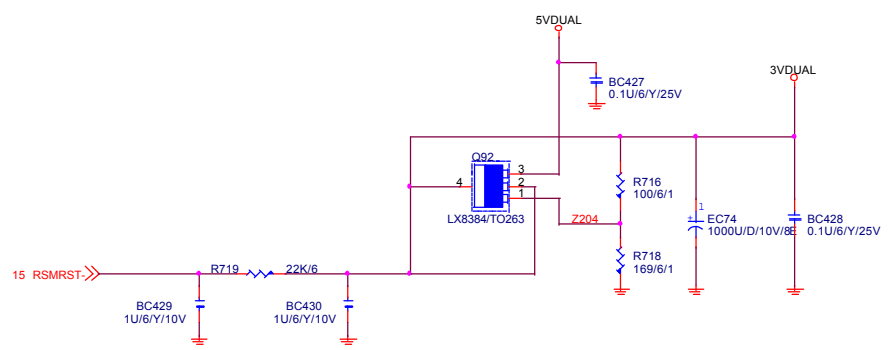 5VDUAL
BC427
0.1U/6/Y/25V
3VDUAL
Q92
3
4
2
1
LX8384/TO263
Z204
R716
100/6/1
1
+
EC74
1000U/D/10V/8E
BC428
0.1U/6/Y/25V
R718
169/6/1
15 RSMRST-
R719
22K/6
BC429
1U/6/Y/10V
BC430
1U/6/Y/10V